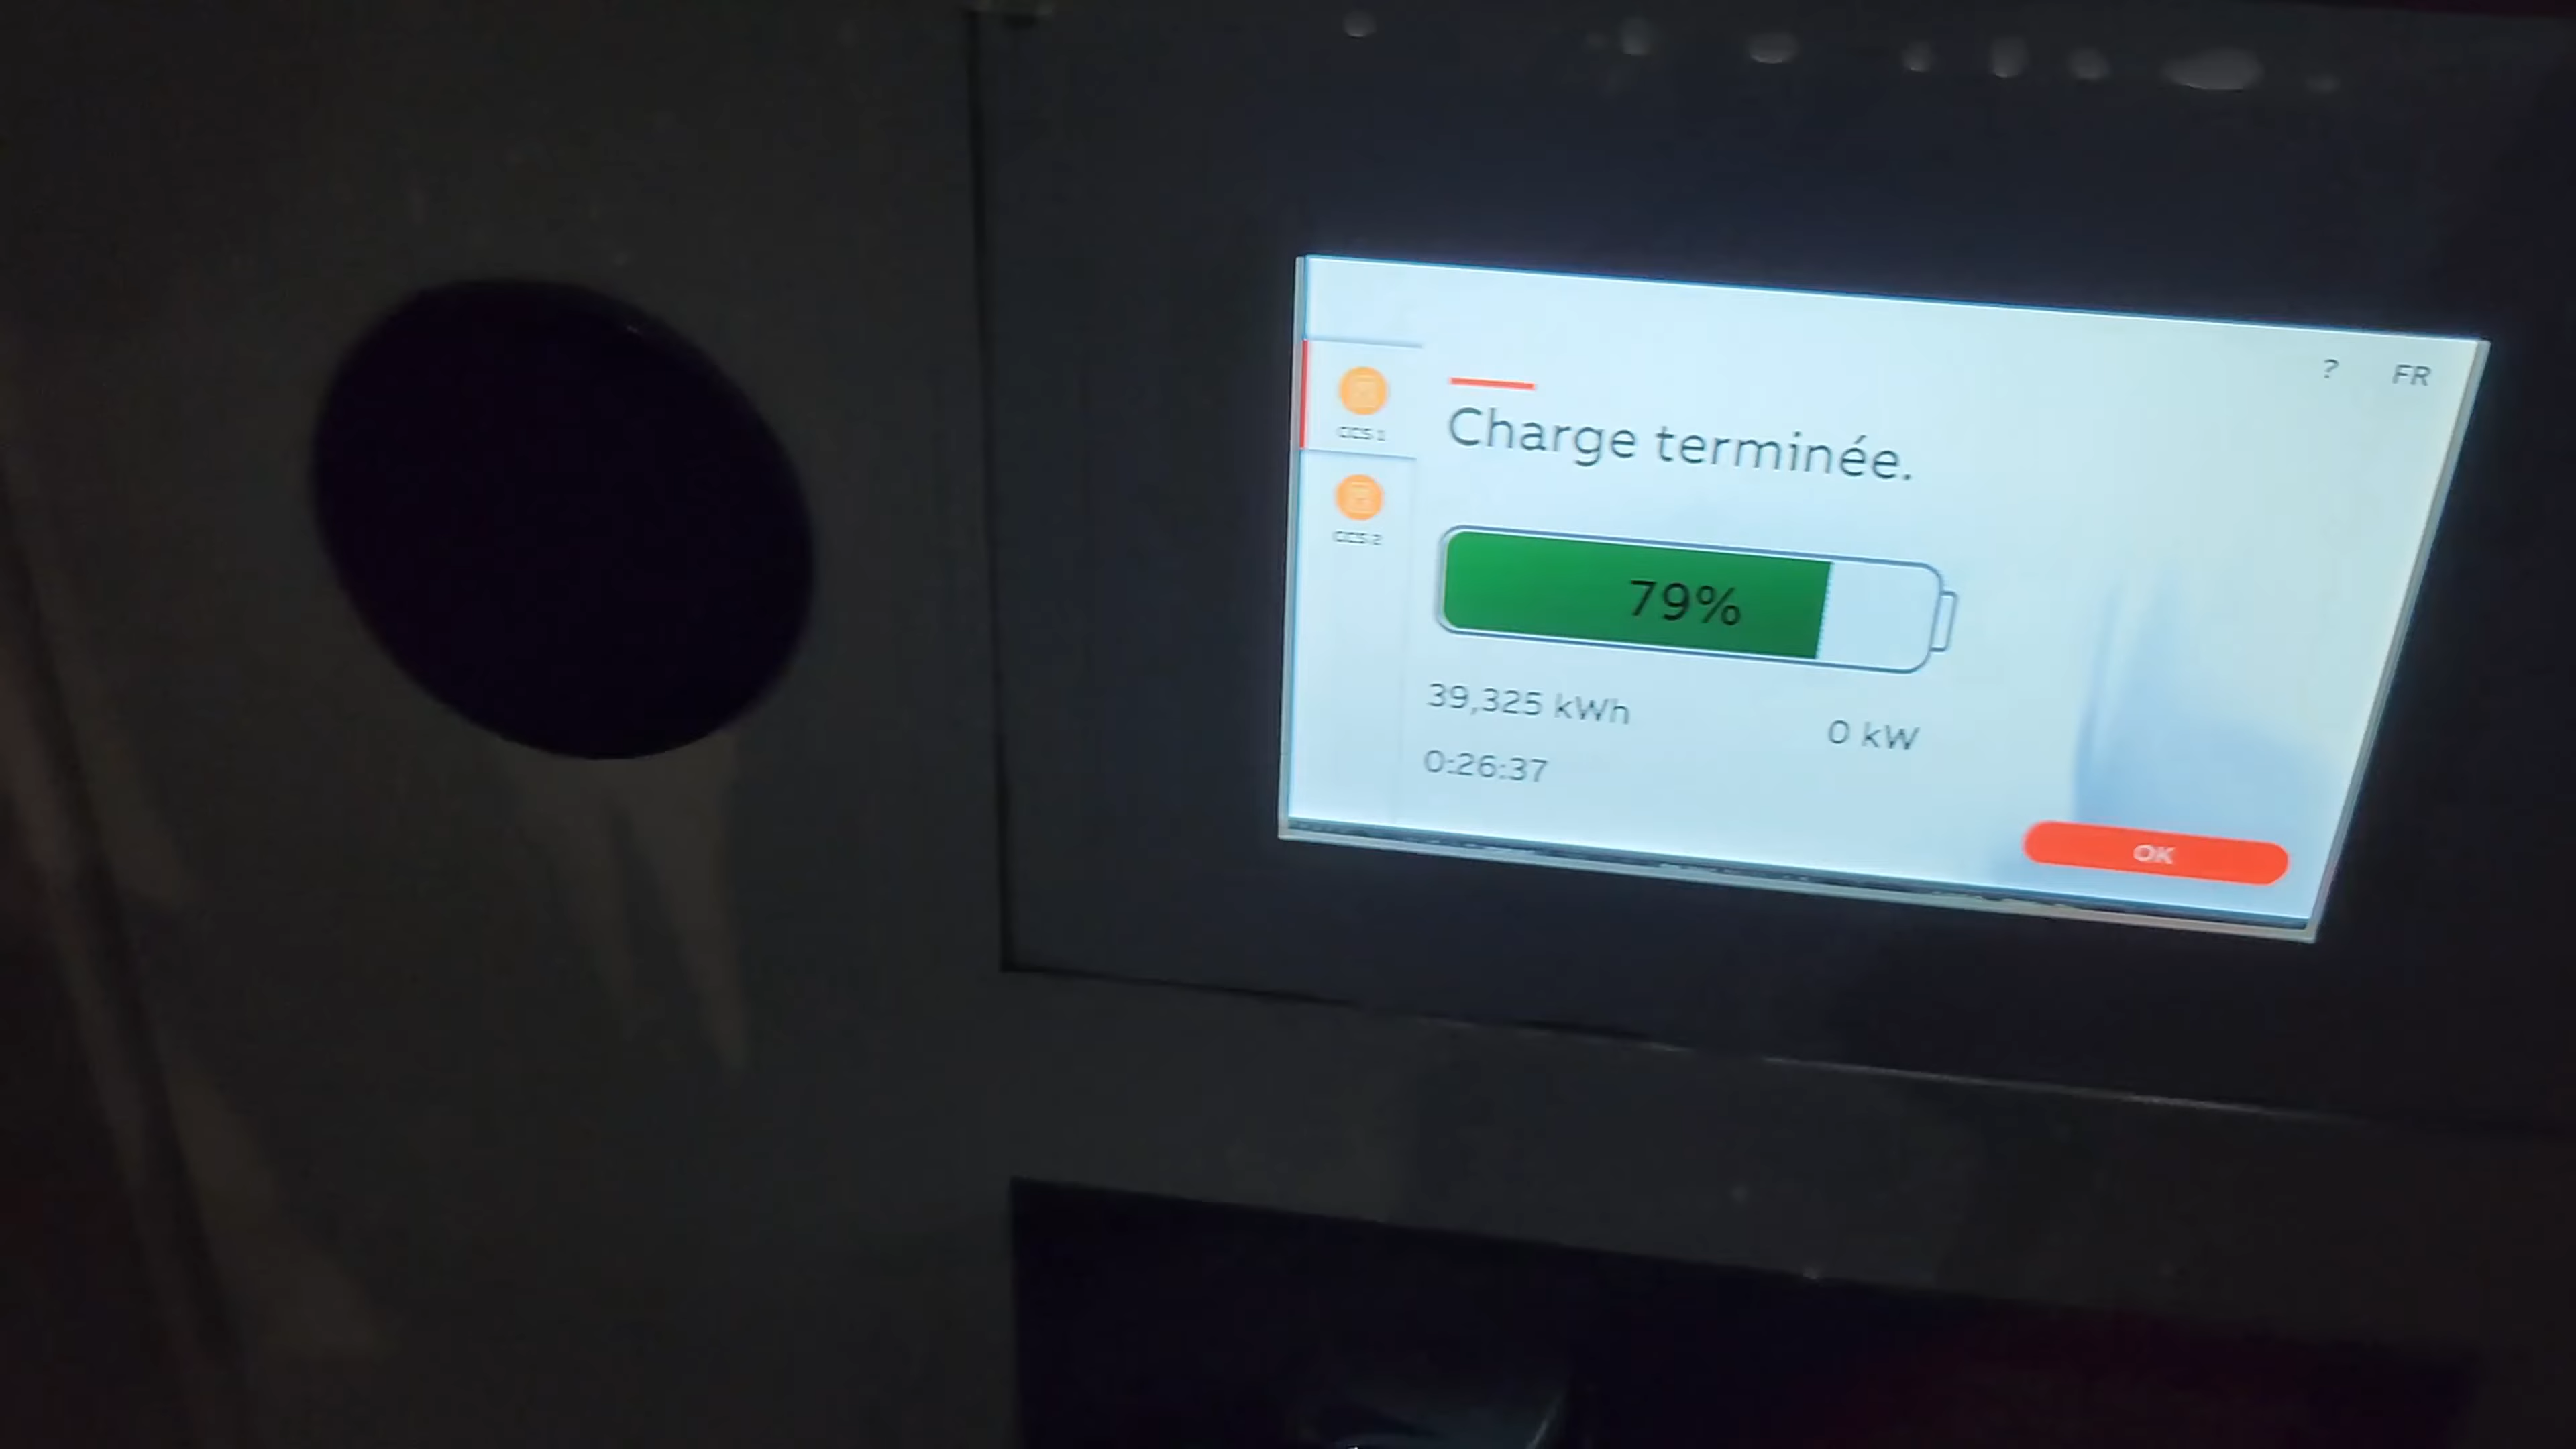 ? FR
CCS 1
Charge terminée.
CCS 2
79%
39,325 kWh
0 kW
0:26:37
OK